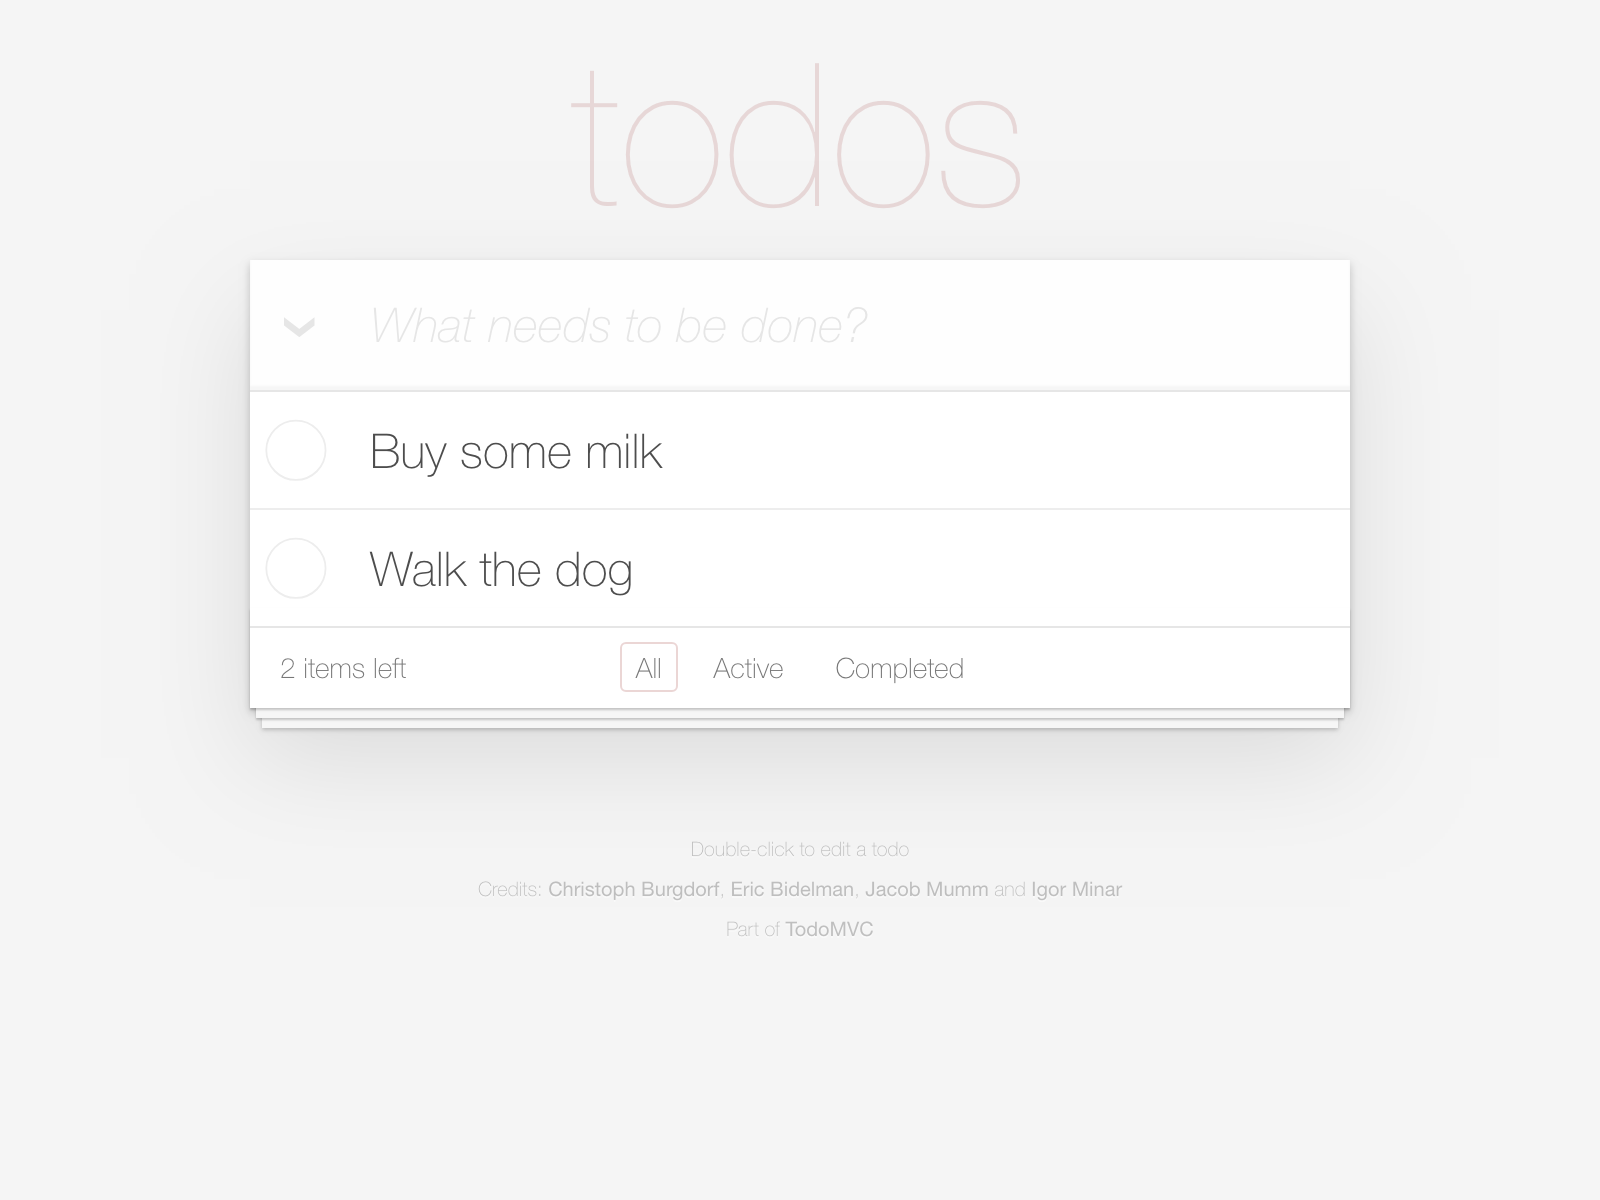 todos
What needs to be done?
Buy some milk
Walk the dog
2 items left All Active Completed
Double-click to edit a todo
Credits: Christoph Burgdorf, Eric Bidelman, Jacob Mumm and Igor Minar
Part of TodoMVC